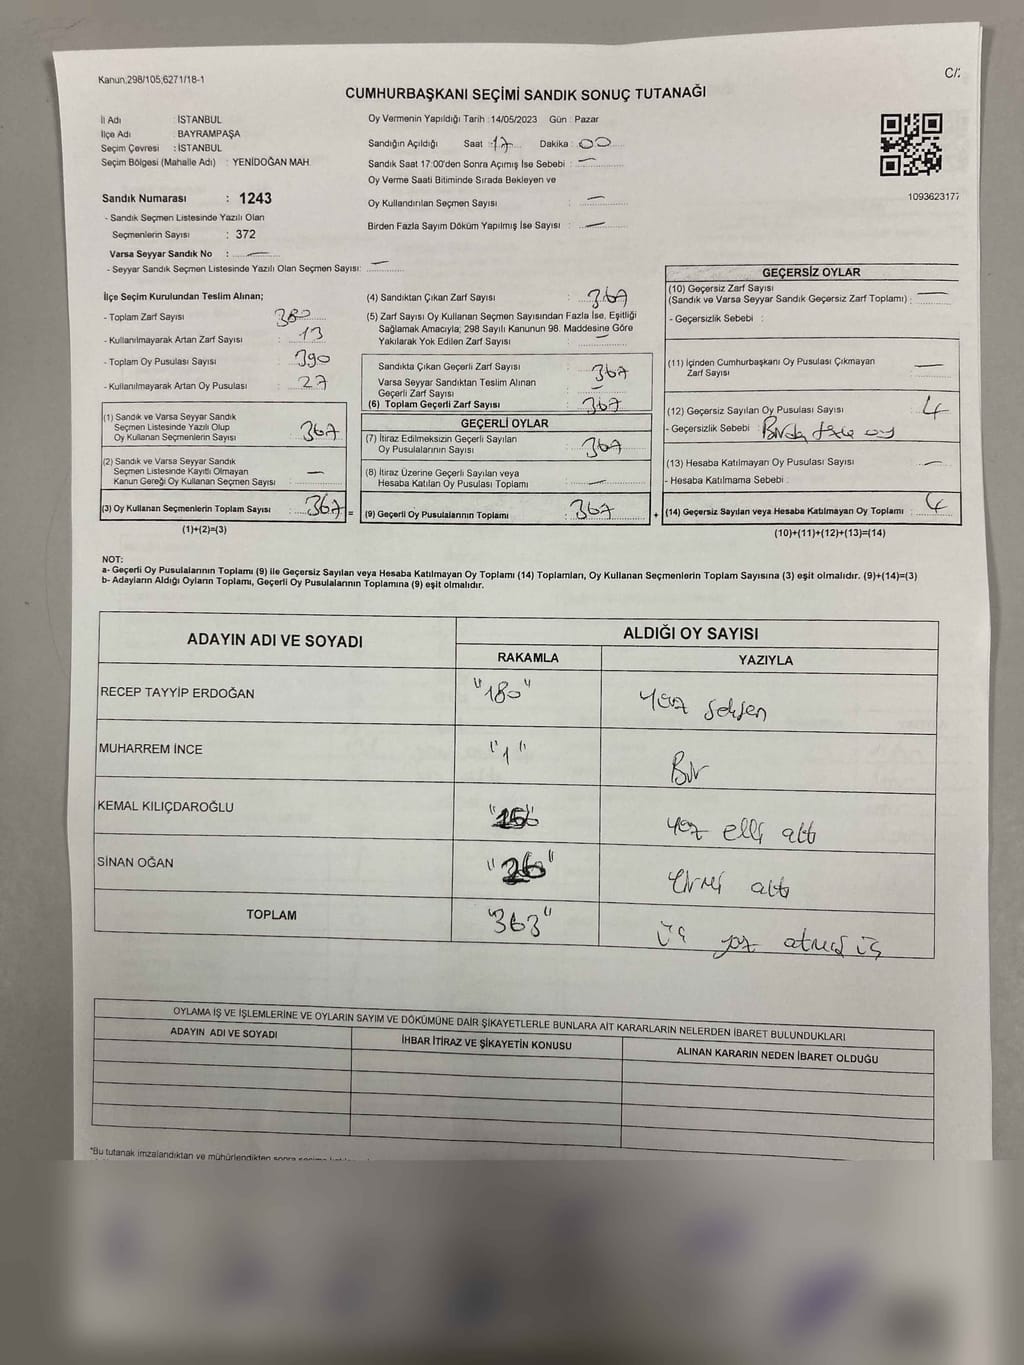 Kanun,298/105,6271/18-1
C/:
CUMHURBAŞKANI SEÇİMİ SANDIK SONUÇ TUTANAĞI
İl Adı : İSTANBUL
İlçe Adı : BAYRAMPAŞA
Seçim Çevresi : İSTANBUL
Seçim Bölgesi (Mahalle Adı) : YENİDOĞAN MAH.
Sandık Numarası : 1243
- Sandık Seçmen Listesinde Yazılı Olan
Seçmenlerin Sayısı : 372
Varsa Seyyar Sandık No : —
- Seyyar Sandık Seçmen Listesinde Yazılı Olan Seçmen Sayısı: —
Oy Vermenin Yapıldığı Tarih : 14/05/2023 Gün : Pazar
Sandığın Açıldığı Saat : 17 Dakika : 00
Sandık Saat 17:00'den Sonra Açımış İse Sebebi : —
Oy Verme Saati Bitiminde Sırada Bekleyen ve
Oy Kullandırılan Seçmen Sayısı : —
Birden Fazla Sayım Döküm Yapılmış İse Sayısı : —
1093623177
İlçe Seçim Kurulundan Teslim Alınan;
- Toplam Zarf Sayısı : 380
- Kullanılmayarak Artan Zarf Sayısı : 13
- Toplam Oy Pusulası Sayısı : 390
- Kullanılmayarak Artan Oy Pusulası : 27
(1) Sandık ve Varsa Seyyar Sandık
Seçmen Listesinde Yazılı Olup
Oy Kullanan Seçmenlerin Sayısı : 367
(2) Sandık ve Varsa Seyyar Sandık
Seçmen Listesinde Kayıtlı Olmayan
Kanun Gereği Oy Kullanan Seçmen Sayısı : —
(3) Oy Kullanan Seçmenlerin Toplam Sayısı : 367 =
(1)+(2)=(3)
(4) Sandıktan Çıkan Zarf Sayısı : 367
(5) Zarf Sayısı Oy Kullanan Seçmen Sayısından Fazla İse, Eşitliği
Sağlamak Amacıyla; 298 Sayılı Kanunun 98. Maddesine Göre
Yakılarak Yok Edilen Zarf Sayısı : —
Sandıkta Çıkan Geçerli Zarf Sayısı : 367
Varsa Seyyar Sandıktan Teslim Alınan
Geçerli Zarf Sayısı : —
(6) Toplam Geçerli Zarf Sayısı : 367
GEÇERLİ OYLAR
(7) İtiraz Edilmeksizin Geçerli Sayılan
Oy Pusulalarının Sayısı : 367
(8) İtiraz Üzerine Geçerli Sayılan veya
Hesaba Katılan Oy Pusulası Toplamı : —
(9) Geçerli Oy Pusulalarının Toplamı : 367 +
GEÇERSİZ OYLAR
(10) Geçersiz Zarf Sayısı
(Sandık ve Varsa Seyyar Sandık Geçersiz Zarf Toplamı) : —
- Geçersizlik Sebebi :
(11) İçinden Cumhurbaşkanı Oy Pusulası Çıkmayan
Zarf Sayısı : —
(12) Geçersiz Sayılan Oy Pusulası Sayısı : 4
- Geçersizlik Sebebi : Birden fazla oy
(13) Hesaba Katılmayan Oy Pusulası Sayısı : —
- Hesaba Katılmama Sebebi :
(14) Geçersiz Sayılan veya Hesaba Katılmayan Oy Toplamı : 4
(10)+(11)+(12)+(13)=(14)
NOT:
a- Geçerli Oy Pusulalarının Toplamı (9) ile Geçersiz Sayılan veya Hesaba Katılmayan Oy Toplamı (14) Toplamları, Oy Kullanan Seçmenlerin Toplam Sayısına (3) eşit olmalıdır. (9)+(14)=(3)
b- Adayların Aldığı Oyların Toplamı, Geçerli Oy Pusulalarının Toplamına (9) eşit olmalıdır.
ADAYIN ADI VE SOYADI
ALDIĞI OY SAYISI
RAKAMLA YAZIYLA
RECEP TAYYİP ERDOĞAN "180" Yüz seksen
MUHARREM İNCE "1" Bir
KEMAL KILIÇDAROĞLU "156" yüz elli altı
SİNAN OĞAN "26" Yirmi altı
TOPLAM "363" üç yüz atmış üç
OYLAMA İŞ VE İŞLEMLERİNE VE OYLARIN SAYIM VE DÖKÜMÜNE DAİR ŞİKAYETLERLE BUNLARA AİT KARARLARIN NELERDEN İBARET BULUNDUKLARI
ADAYIN ADI VE SOYADI İHBAR İTİRAZ VE ŞİKAYETİN KONUSU ALINAN KARARIN NEDEN İBARET OLDUĞU
*Bu tutanak imzalandıktan ve mühürlendikten sonra